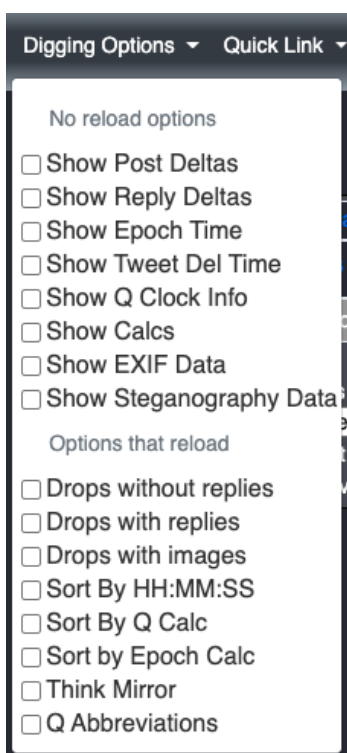 Digging Options Quick Link
No reload options
Show Post Deltas
Show Reply Deltas
Show Epoch Time
Show Tweet Del Time
Show Q Clock Info
Show Calcs
Show EXIF Data
Show Steganography Data
Options that reload
Drops without replies
Drops with replies
Drops with images
Sort By HH:MM:SS
Sort By Q Calc
Sort by Epoch Calc
Think Mirror
Q Abbreviations